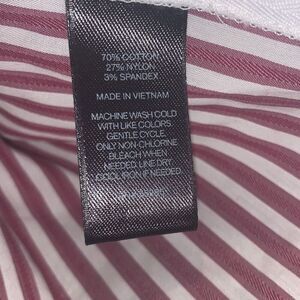 70% COTTON
27% NYLON
3% SPANDEX
MADE IN VIETNAM
MACHINE WASH COLD
WITH LIKE COLORS.
GENTLE CYCLE.
ONLY NON-CHLORINE
BLEACH WHEN
NEEDED. LINE DRY.
COOL IRON IF NEEDED.